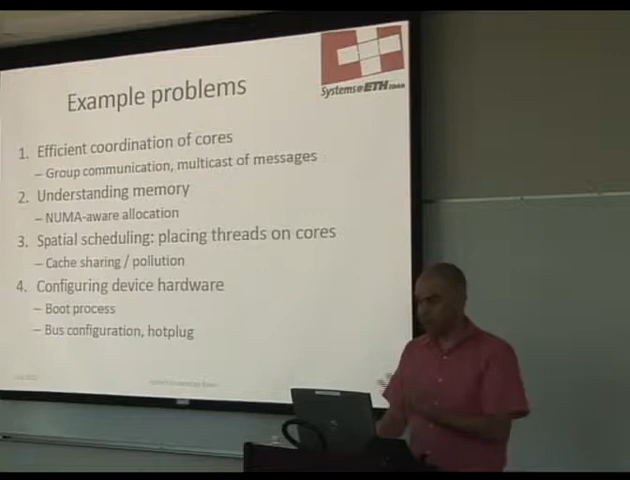 Systems@ETH Zürich
Example problems
1. Efficient coordination of cores
– Group communication, multicast of messages
2. Understanding memory
– NUMA-aware allocation
3. Spatial scheduling: placing threads on cores
– Cache sharing / pollution
4. Configuring device hardware
– Boot process
– Bus configuration, hotplug